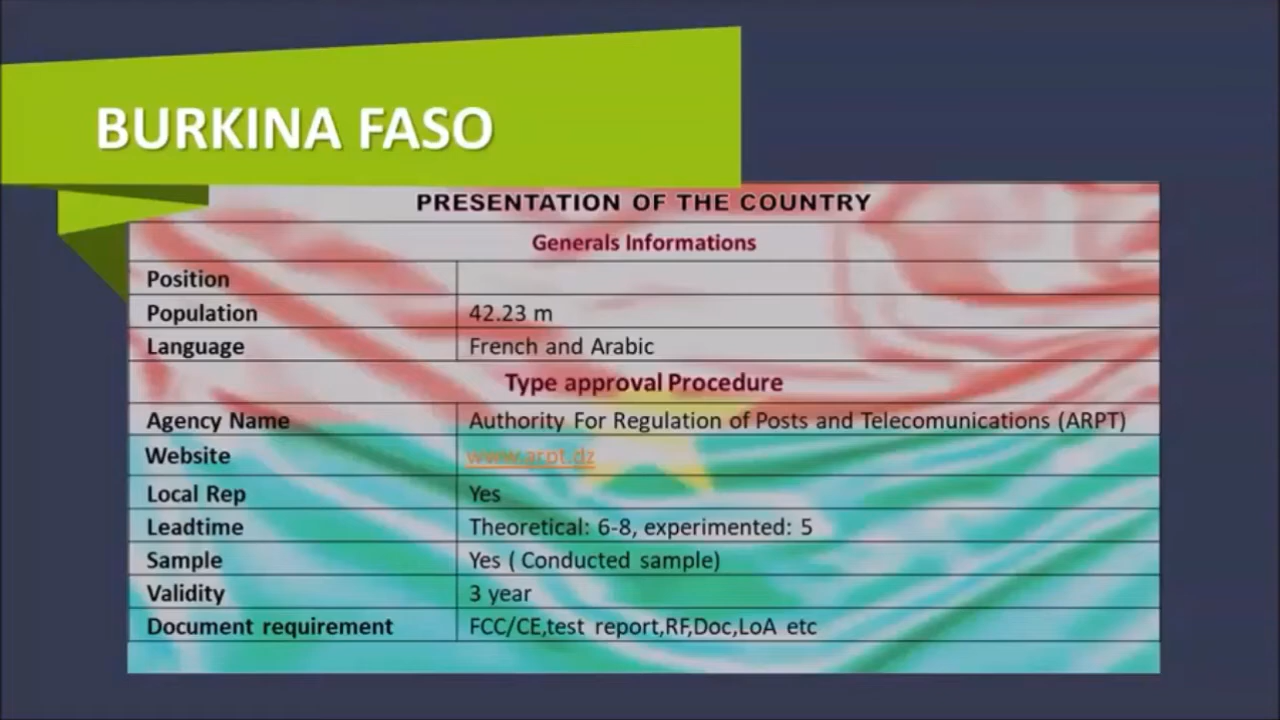 BURKINA FASO
PRESENTATION OF THE COUNTRY
Generals Informations
Position
Population 42.23 m
Language French and Arabic
Type approval Procedure
Agency Name Authority For Regulation of Posts and Telecomunications (ARPT)
Website www.arpt.dz
Local Rep Yes
Leadtime Theoretical: 6-8, experimented: 5
Sample Yes ( Conducted sample)
Validity 3 year
Document requirement FCC/CE,test report,RF,Doc,LoA etc